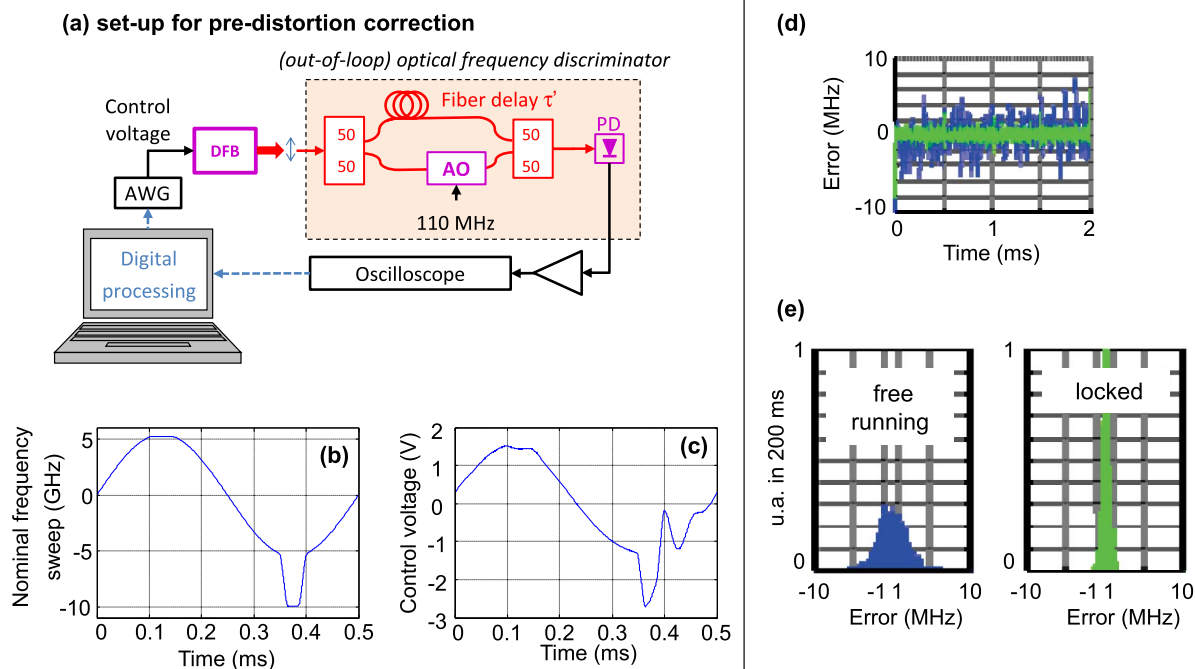 (a) set-up for pre-distortion correction
(out-of-loop) optical frequency discriminator
Control
voltage
Fiber delay τ'
DFB
50
50
50
50
PD
AO
AWG
110 MHz
Digital
processing
Oscilloscope
(b)
Nominal frequency
sweep (GHz)
5
0
-5
-10
0
0.1
0.2
0.3
0.4
0.5
Time (ms)
(c)
Control voltage (V)
2
1
0
-1
-2
-3
0
0.1
0.2
0.3
0.4
0.5
Time (ms)
(d)
Error (MHz)
10
0
-10
0
1
2
Time (ms)
(e)
u.a. in 200 ms
1
0
free
running
-10
-1 1
10
Error (MHz)
1
0
locked
-10
-1 1
10
Error (MHz)